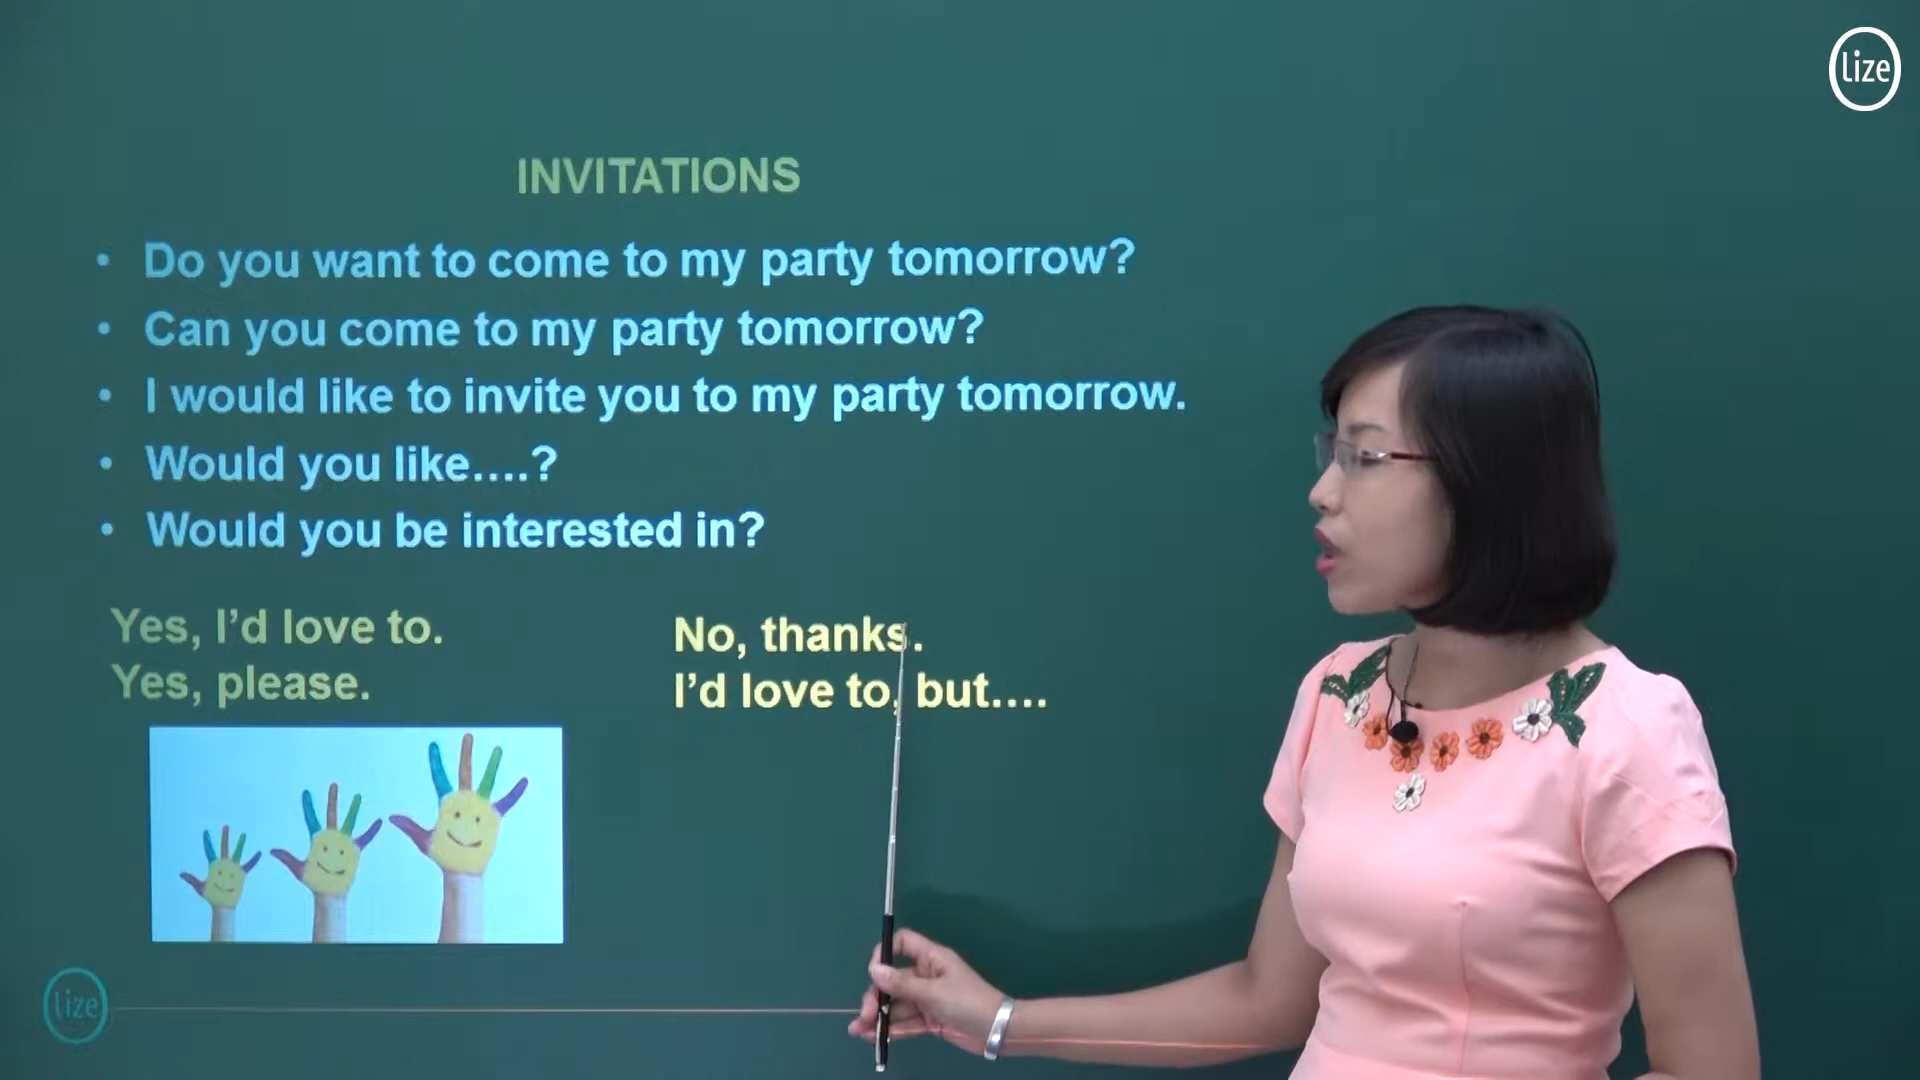 lize
INVITATIONS
• Do you want to come to my party tomorrow?
• Can you come to my party tomorrow?
• I would like to invite you to my party tomorrow.
• Would you like....?
• Would you be interested in?
Yes, I'd love to.
Yes, please.
No, thanks.
I'd love to, but....
lize